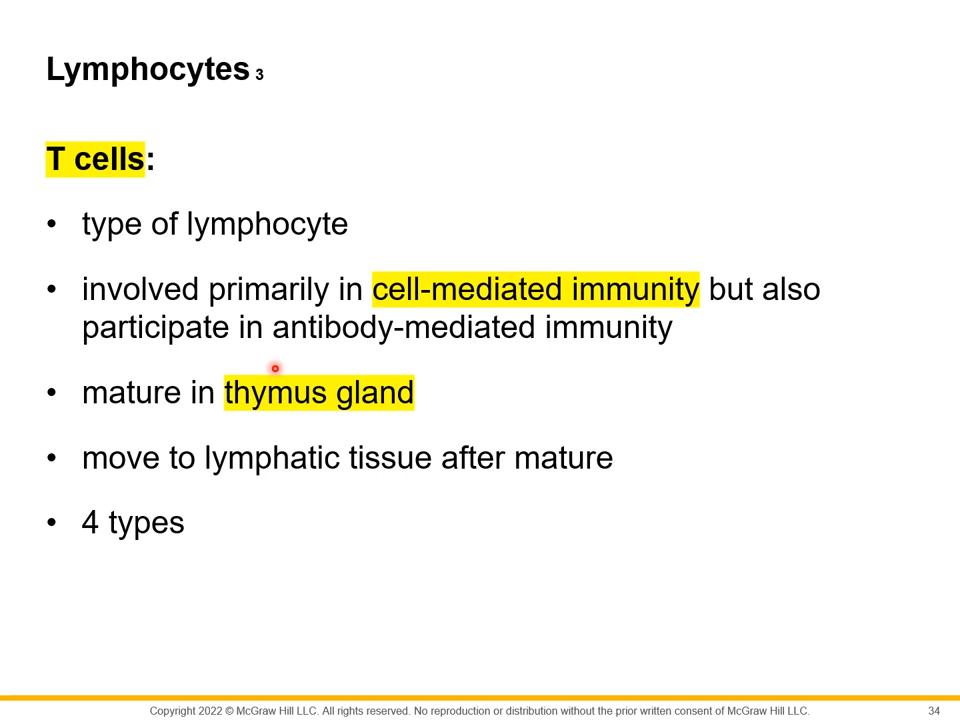 Lymphocytes 3
T cells:
• type of lymphocyte
• involved primarily in cell-mediated immunity but also
participate in antibody-mediated immunity
• mature in thymus gland
• move to lymphatic tissue after mature
• 4 types
Copyright 2022 © McGraw Hill LLC. All rights reserved. No reproduction or distribution without the prior written consent of McGraw Hill LLC.
34